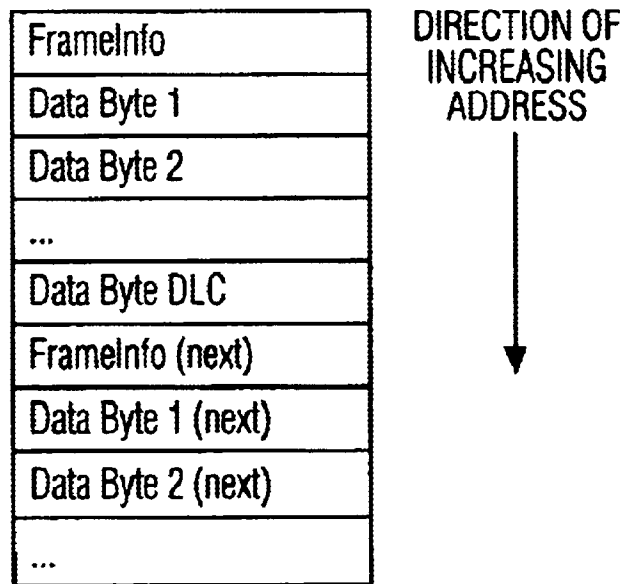 FrameInfo
Data Byte 1
Data Byte 2
...
Data Byte DLC
FrameInfo (next)
Data Byte 1 (next)
Data Byte 2 (next)
...
DIRECTION OF
INCREASING
ADDRESS